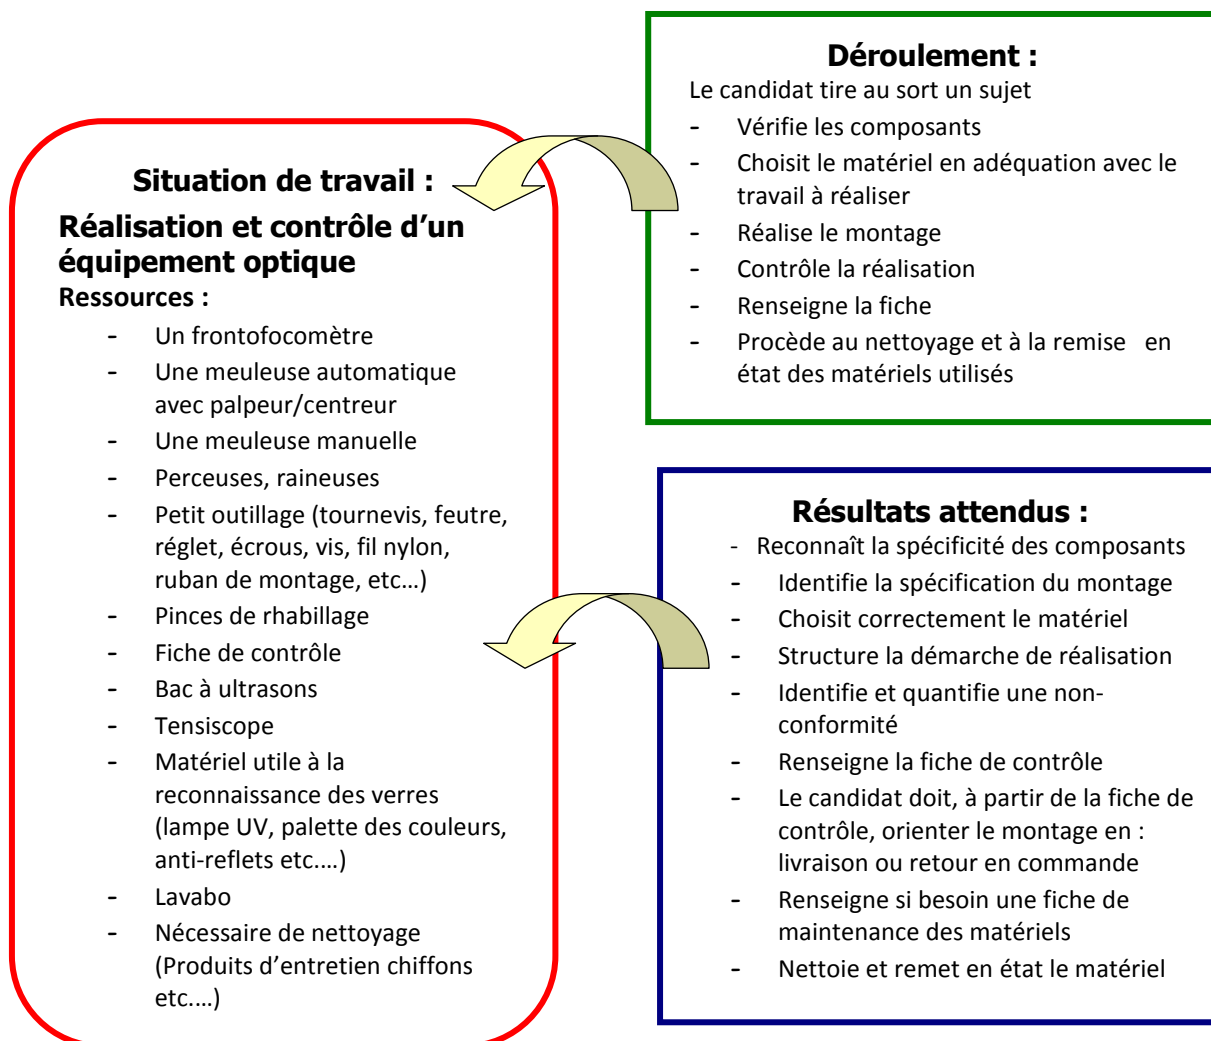 Situation de travail :
Réalisation et contrôle d’un
équipement optique
Ressources :
- Un frontofocomètre
- Une meuleuse automatique
avec palpeur/centreur
- Une meuleuse manuelle
- Perceuses, raineuses
- Petit outillage (tournevis, feutre,
réglet, écrous, vis, fil nylon,
ruban de montage, etc…)
- Pinces de rhabillage
- Fiche de contrôle
- Bac à ultrasons
- Tensiscope
- Matériel utile à la
reconnaissance des verres
(lampe UV, palette des couleurs,
anti-reflets etc.…)
- Lavabo
- Nécessaire de nettoyage
(Produits d’entretien chiffons
etc.…)
Déroulement :
Le candidat tire au sort un sujet
- Vérifie les composants
- Choisit le matériel en adéquation avec le
travail à réaliser
- Réalise le montage
- Contrôle la réalisation
- Renseigne la fiche
- Procède au nettoyage et à la remise en
état des matériels utilisés
Résultats attendus :
- Reconnaît la spécificité des composants
- Identifie la spécification du montage
- Choisit correctement le matériel
- Structure la démarche de réalisation
- Identifie et quantifie une non-
conformité
- Renseigne la fiche de contrôle
- Le candidat doit, à partir de la fiche de
contrôle, orienter le montage en :
livraison ou retour en commande
- Renseigne si besoin une fiche de
maintenance des matériels
- Nettoie et remet en état le matériel